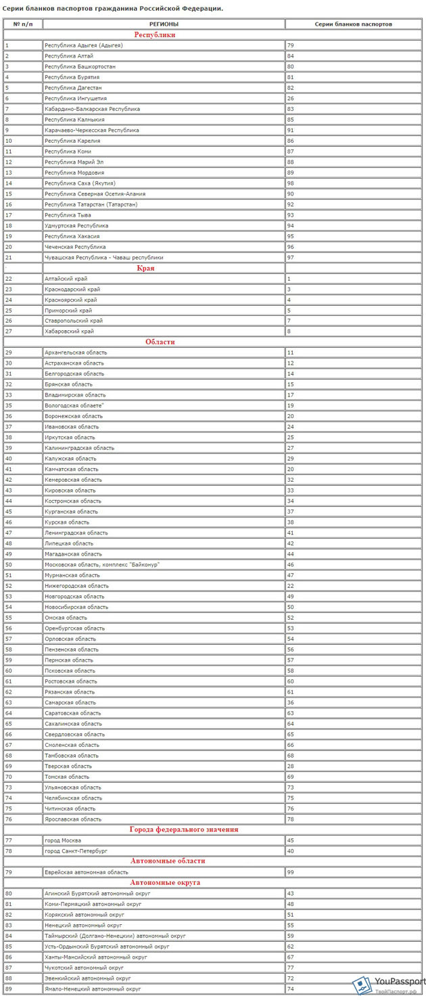 Серии бланков паспортов гражданина Российской Федерации.
№ п/п РЕГИОНЫ Серии бланков паспортов
Республики
1 Республика Адыгея (Адыгея) 79
2 Республика Алтай 84
3 Республика Башкортостан 80
4 Республика Бурятия 81
5 Республика Дагестан 82
6 Республика Ингушетия 26
7 Кабардино-Балкарская Республика 83
8 Республика Калмыкия 85
9 Карачаево-Черкесская Республика 91
10 Республика Карелия 86
11 Республика Коми 87
12 Республика Марий Эл 88
13 Республика Мордовия 89
14 Республика Саха (Якутия) 98
15 Республика Северная Осетия-Алания 90
16 Республика Татарстан (Татарстан) 92
17 Республика Тыва 93
18 Удмуртская Республика 94
19 Республика Хакасия 95
20 Чеченская Республика 96
21 Чувашская Республика - Чаваш республики 97
Края
22 Алтайский край 1
23 Краснодарский край 3
24 Красноярский край 4
25 Приморский край 5
26 Ставропольский край 7
27 Хабаровский край 8
Области
29 Архангельская область 11
30 Астраханская область 12
31 Белгородская область 14
32 Брянская область 15
33 Владимирская область 17
35 Вологодская облаете" 19
36 Воронежская область 20
37 Ивановская область 24
38 Иркутская область 25
39 Калининградская область 27
40 Калужская область 29
41 Камчатская область 20
42 Кемеровская область 32
43 Кировская область 33
44 Костромская область 34
45 Курганская область 37
46 Курская область 38
47 Ленинградская область 41
48 Липецкая область 42
49 Магаданская область 44
50 Московская область, комплекс "Байконур" 46
51 Мурманская область 47
52 Нижегородская область 22
53 Новгородская область 49
54 Новосибирская область 50
55 Омская область 52
56 Оренбургская область 53
57 Орловская область 54
58 Пензенская область 56
59 Пермская область 57
60 Псковская область 58
61 Ростовская область 60
62 Рязанская область 61
63 Самарская область 36
64 Саратовская область 63
65 Сахалинская область 64
66 Свердловская область 65
67 Смоленская область 66
68 Тамбовская область 68
69 Тверская область 28
70 Томская область 69
73 Ульяновская область 73
74 Челябинская область 75
75 Читинская область 76
76 Ярославская область 78
Города федерального значения
77 город Москва 45
78 город Санкт-Петербург 40
Автономные области
79 Еврейская автономная область 99
Автономные округа
80 Агинский Бурятский автономный округ 43
81 Коми-Пермяцкий автономный округ 48
82 Корякский автономный округ 51
83 Ненецкий автономный округ 55
84 Таймырский (Долгано-Ненецкии) автономный округ 59
85 Усть-Ордынский Бурятский автономный округ 62
86 Ханты-Мансийский автономный округ 67
87 Чукотский автономный округ 77
88 Эвенкийский автономный округ 72
89 Ямало-Ненецкий автономный округ 74
YouPassport
ТвойПаспорт.рф